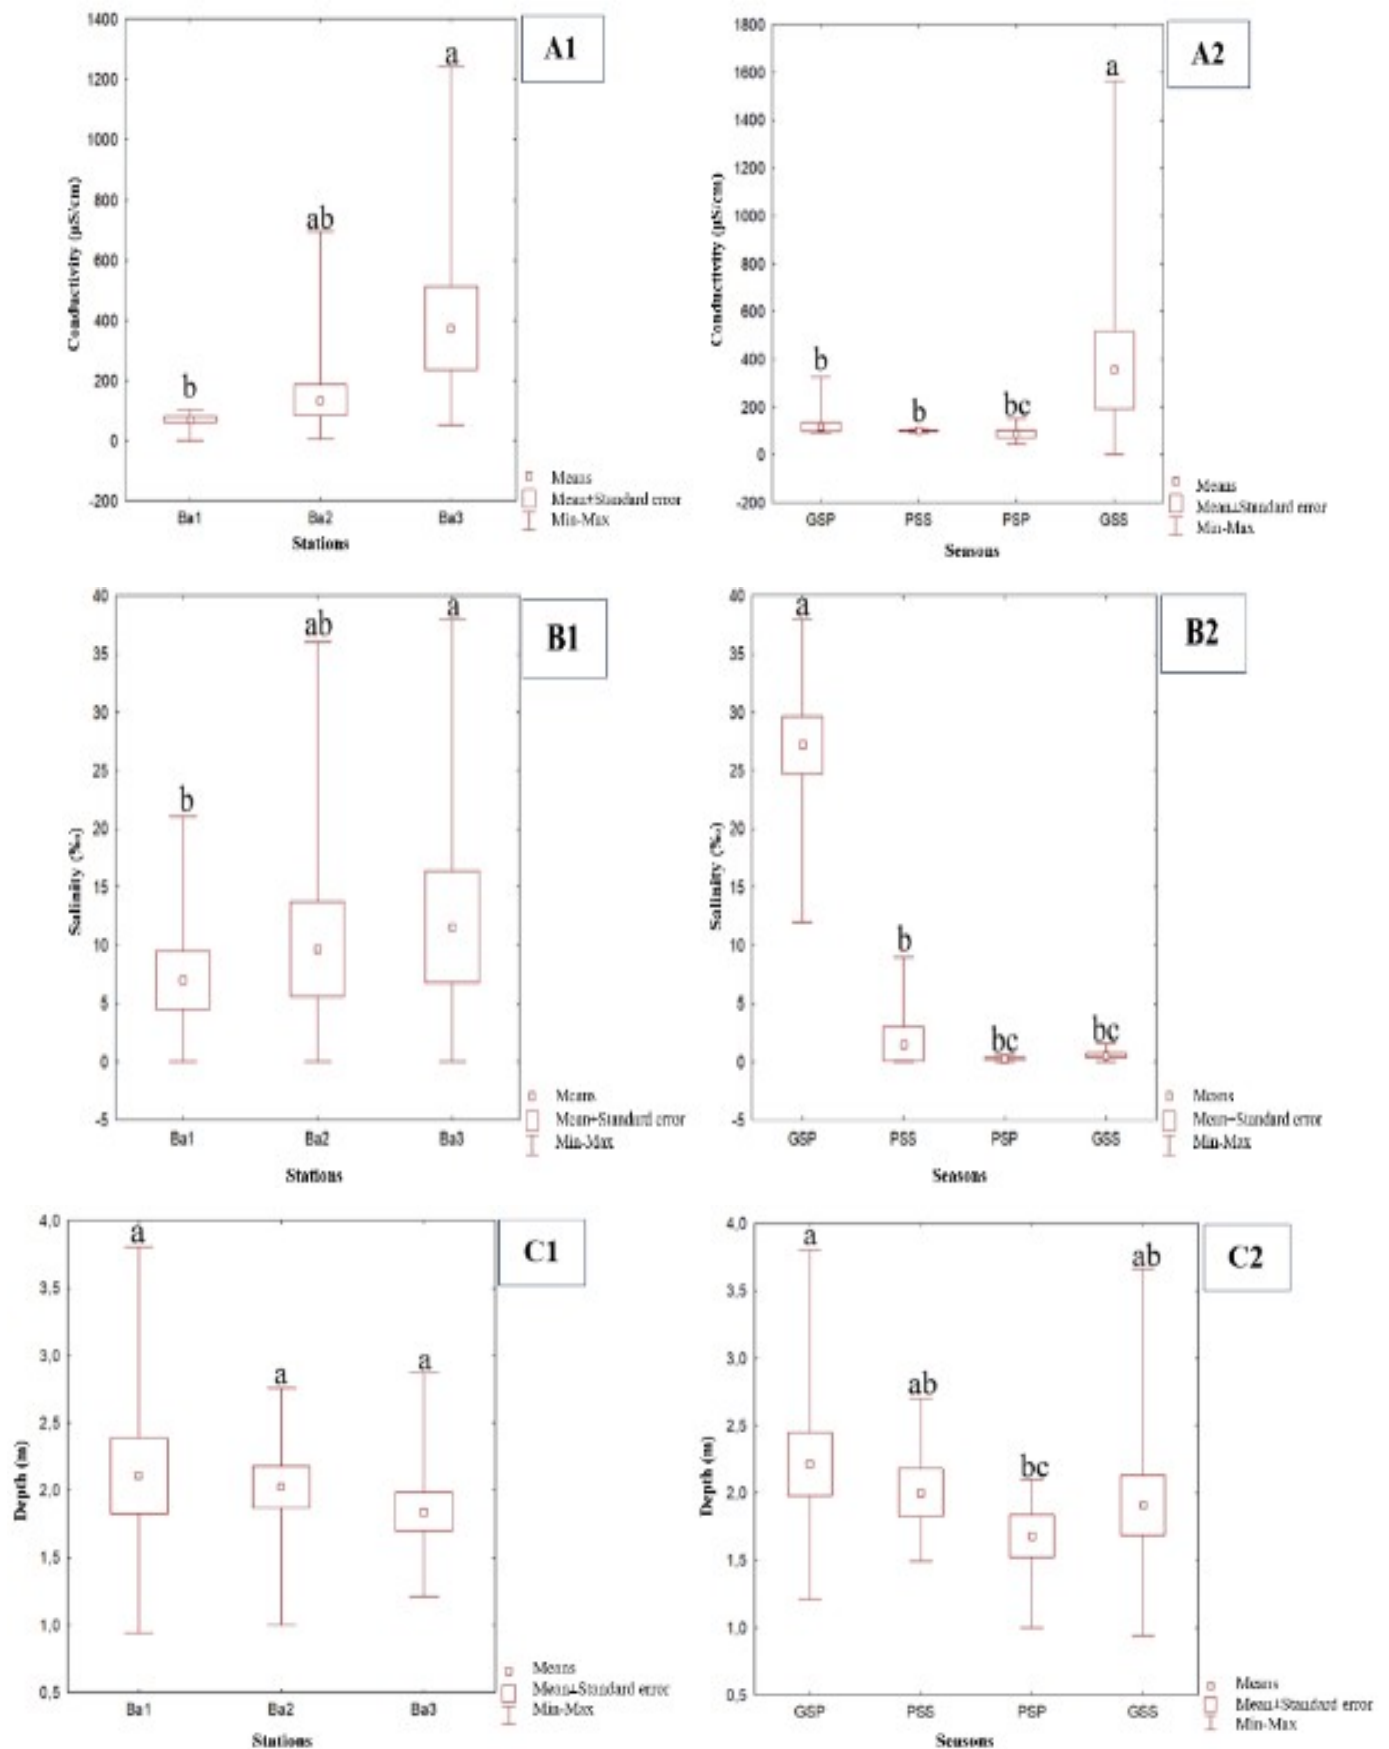 A1
1400
1200
1000
800
600
400
200
0
-200
Conductivity (µS/cm)
b
ab
a
Ba1 Ba2 Ba3
Stations
Means
Mean+Standard error
Min-Max
A2
1800
1600
1400
1200
1000
800
600
400
200
0
-200
Conductivity (µS/cm)
b
b
bc
a
GSP PSS PSP GSS
Seasons
Means
Mean±Standard error
Min-Max
B1
40
35
30
25
20
15
10
5
0
-5
Salinity (‰)
b
ab
a
Ba1 Ba2 Ba3
Stations
Means
Mean+Standard error
Min-Max
B2
40
35
30
25
20
15
10
5
0
-5
Salinity (‰)
a
b
bc
bc
GSP PSS PSP GSS
Seasons
Means
Mean+Standard error
Min-Max
C1
4,0
3,5
3,0
2,5
2,0
1,5
1,0
0,5
Depth (m)
a
a
a
Ba1 Ba2 Ba3
Stations
Means
Mean±Standard error
Min-Max
C2
4,0
3,5
3,0
2,5
2,0
1,5
1,0
0,5
Depth (m)
a
ab
bc
ab
GSP PSS PSP GSS
Seasons
Means
Mean±Standard error
Min-Max